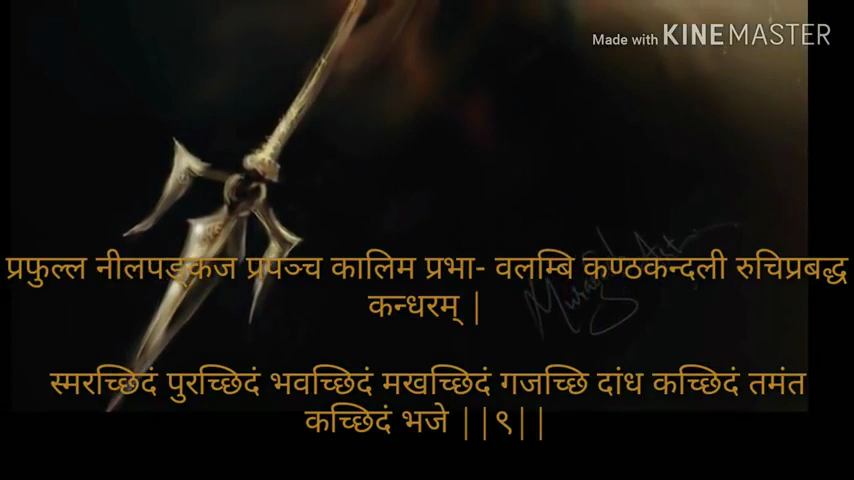 Made with KINEMASTER
प्रफुल्ल नीलपङ्कज प्रपञ्च कालिम प्रभा- वलम्बि कण्ठकन्दली रुचिप्रबद्ध
कन्धरम् |
स्मरच्छिदं पुरच्छिदं भवच्छिदं मखच्छिदं गजच्छि दांध कच्छिदं तमंत
कच्छिदं भजे ||९||